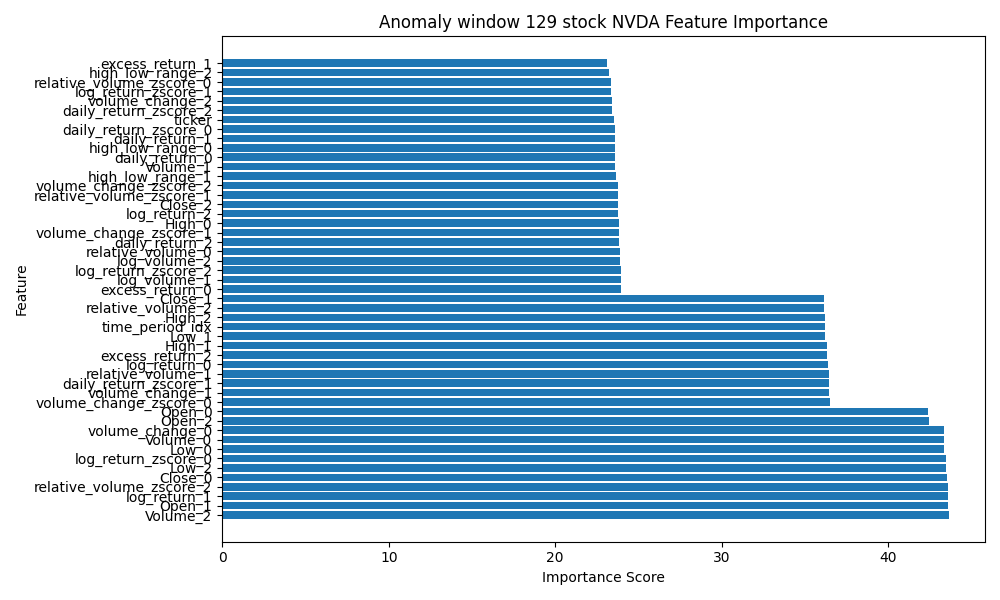 Anomaly window 129 stock NVDA Feature Importance
excess_return_1
high_low_range_2
relative_volume_zscore_0
log_return_zscore_1
volume_change_2
daily_return_zscore_2
ticker
daily_return_zscore_0
daily_return_1
high_low_range_0
daily_return_0
Volume_1
high_low_range_1
volume_change_zscore_2
relative_volume_zscore_1
Close_2
log_return_2
High_0
volume_change_zscore_1
daily_return_2
relative_volume_0
log_volume_2
log_return_zscore_2
log_volume_1
excess_return_0
Close_1
relative_volume_2
High_2
time_period_idx
Low_1
High_1
excess_return_2
log_return_0
relative_volume_1
daily_return_zscore_1
volume_change_1
volume_change_zscore_0
Open_0
Open_2
volume_change_0
Volume_0
Low_0
log_return_zscore_0
Low_2
Close_0
relative_volume_zscore_2
log_return_1
Open_1
Volume_2
Feature
0 10 20 30 40
Importance Score